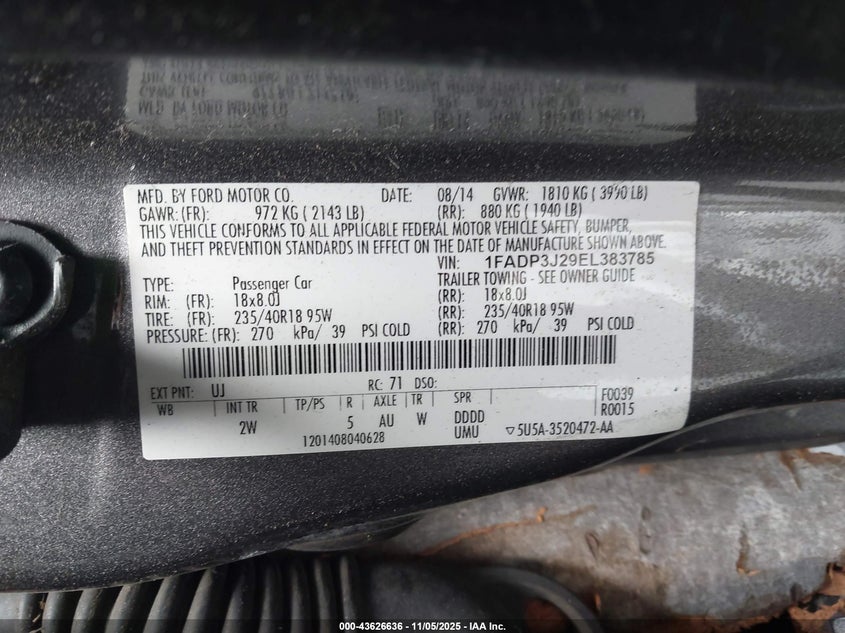 MFD. BY FORD MOTOR CO. DATE: 08/14 GVWR: 1810 KG ( 3990 LB)
GAWR: (FR): 972 KG ( 2143 LB) (RR): 880 KG ( 1940 LB)
THIS VEHICLE CONFORMS TO ALL APPLICABLE FEDERAL MOTOR VEHICLE SAFETY, BUMPER,
AND THEFT PREVENTION STANDARDS IN EFFECT ON THE DATE OF MANUFACTURE SHOWN ABOVE.
VIN: 1FADP3J29EL383785
TYPE: Passenger Car TRAILER TOWING - SEE OWNER GUIDE
RIM: (FR): 18x8.0J (RR): 18x8.0J
TIRE: (FR): 235/40R18 95W (RR): 235/40R18 95W
PRESSURE: (FR): 270 kPa/ 39 PSI COLD (RR): 270 kPa/ 39 PSI COLD
EXT PNT: UJ RC: 71 DSO: F0039
WB INT TR TP/PS R AXLE TR SPR R0015
2W 5 AU W DDDD
1201408040628 UMU ▽5U5A-3520472-AA
000-43626636 - 11/05/2025 - IAA Inc.